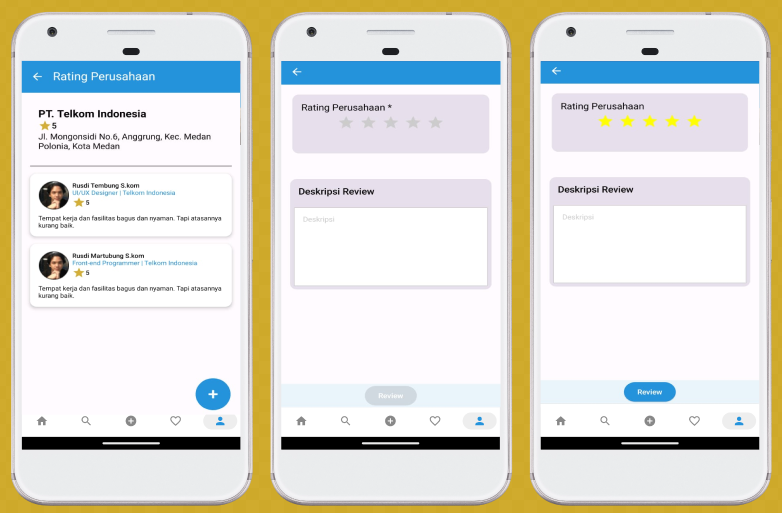 Rating Perusahaan
PT. Telkom Indonesia
5
Jl. Mongonsidi No.6, Anggrung, Kec. Medan
Polonia, Kota Medan
Rusdi Tembung S.kom
UI/UX Designer | Telkom Indonesia
5
Tempat kerja dan fasilitas bagus dan nyaman. Tapi atasannya
kurang baik.
Rusdi Martubung S.kom
Front-end Programmer | Telkom Indonesia
5
Tempat kerja dan fasilitas bagus dan nyaman. Tapi atasannya
kurang baik.
Rating Perusahaan *
Deskripsi Review
Deskripsi
Review
Rating Perusahaan
Deskripsi Review
Deskripsi
Review